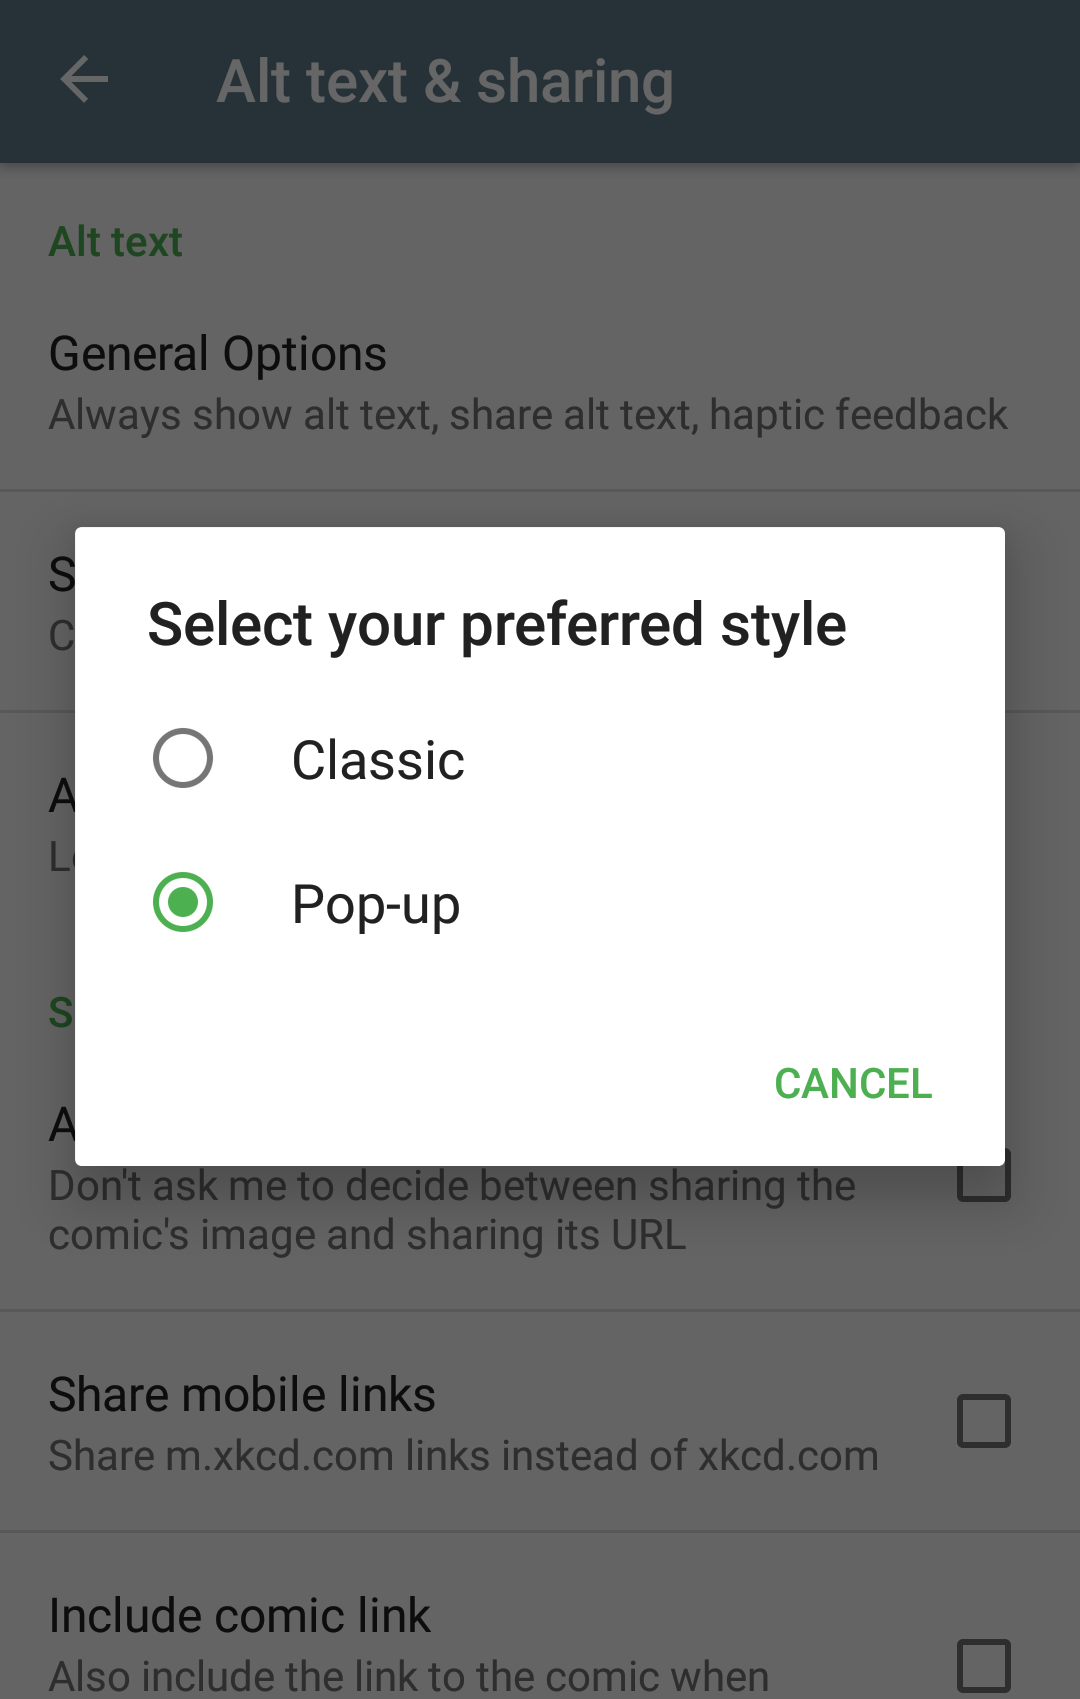 Alt text & sharing
Alt text
General Options
Always show alt text, share alt text, haptic feedback
Select your preferred style
Classic
Pop-up
CANCEL
Don't ask me to decide between sharing the
comic's image and sharing its URL
Share mobile links
Share m.xkcd.com links instead of xkcd.com
Include comic link
Also include the link to the comic when